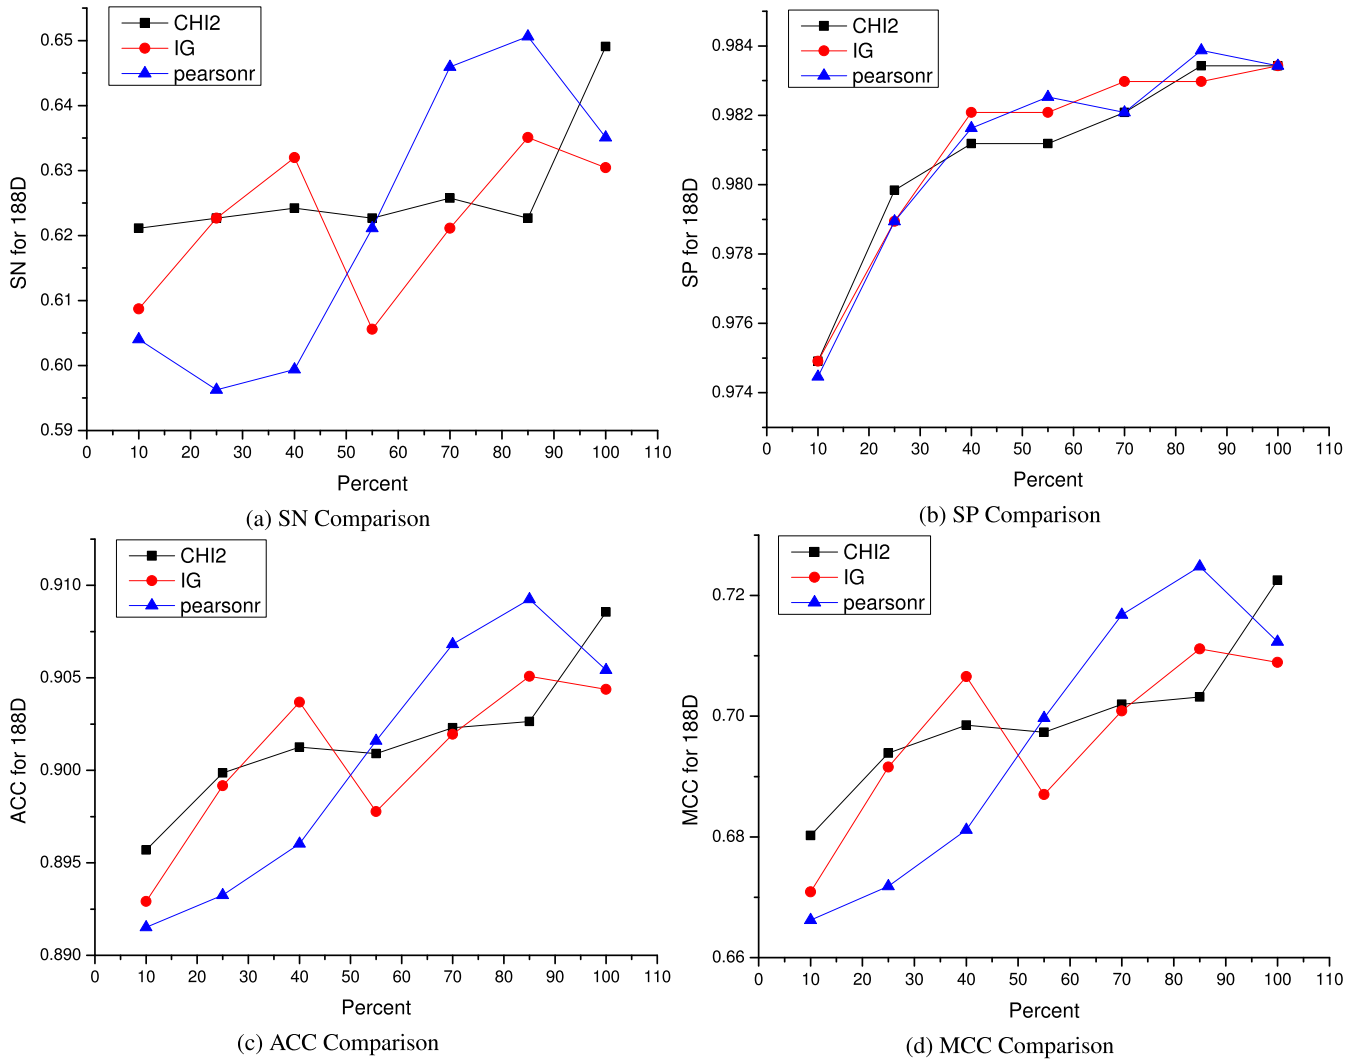 CHI2
IG
pearsonr
0.65
0.64
0.63
0.62
0.61
0.60
0.59
SN for 188D
0 10 20 30 40 50 60 70 80 90 100 110
Percent
(a) SN Comparison
CHI2
IG
pearsonr
0.984
0.982
0.980
0.978
0.976
0.974
SP for 188D
0 10 20 30 40 50 60 70 80 90 100 110
Percent
(b) SP Comparison
CHI2
IG
pearsonr
0.910
0.905
0.900
0.895
0.890
ACC for 188D
0 10 20 30 40 50 60 70 80 90 100 110
Percent
(c) ACC Comparison
CHI2
IG
pearsonr
0.72
0.70
0.68
0.66
MCC for 188D
0 10 20 30 40 50 60 70 80 90 100 110
Percent
(d) MCC Comparison